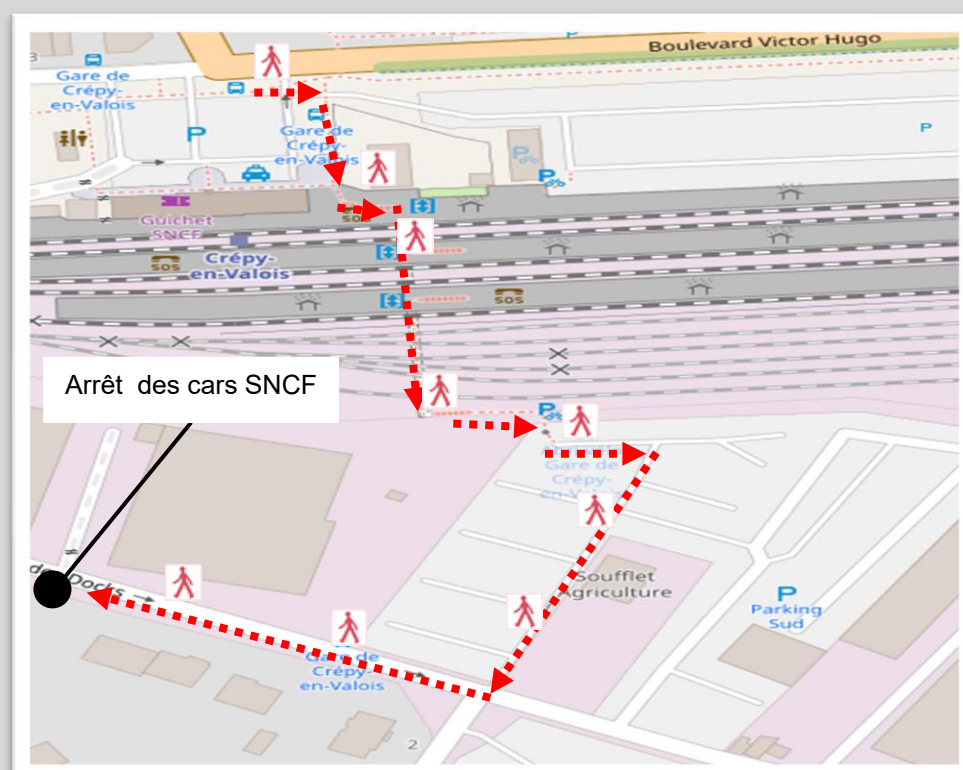 Boulevard Victor Hugo
3
Gare de
Crépy-
en-Valois
P
Gare de
Crépy-
en-Valois
P
P
P
Guichet
SNCF
SOS
Crépy-
en-Valois
SOS
SOS
Arrêt des cars SNCF
P
Gare de
Crépy-
en-Valois
Soufflet
Agriculture
P
Parking
Sud
Docks
Gare de
Crépy-
en-Valois
2